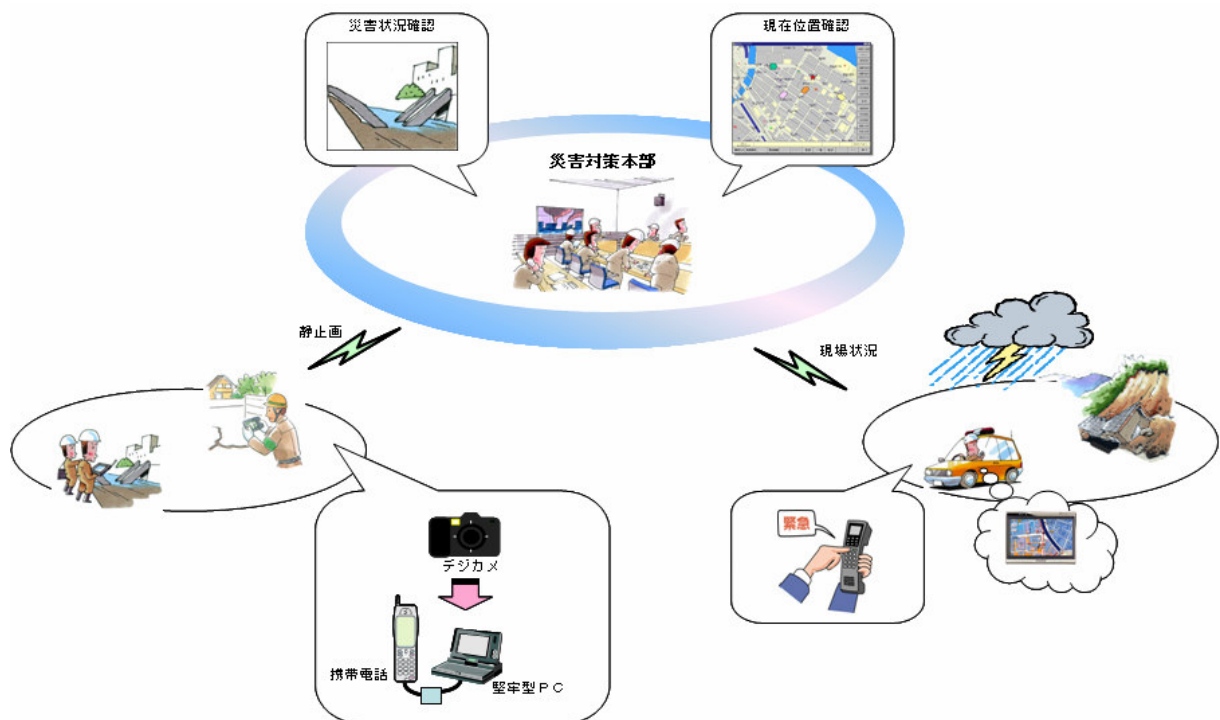 災害状況確認
現在位置確認
災害対策本部
静止画
現場状況
緊急
デジカメ
携帯電話
堅牢型ＰＣ